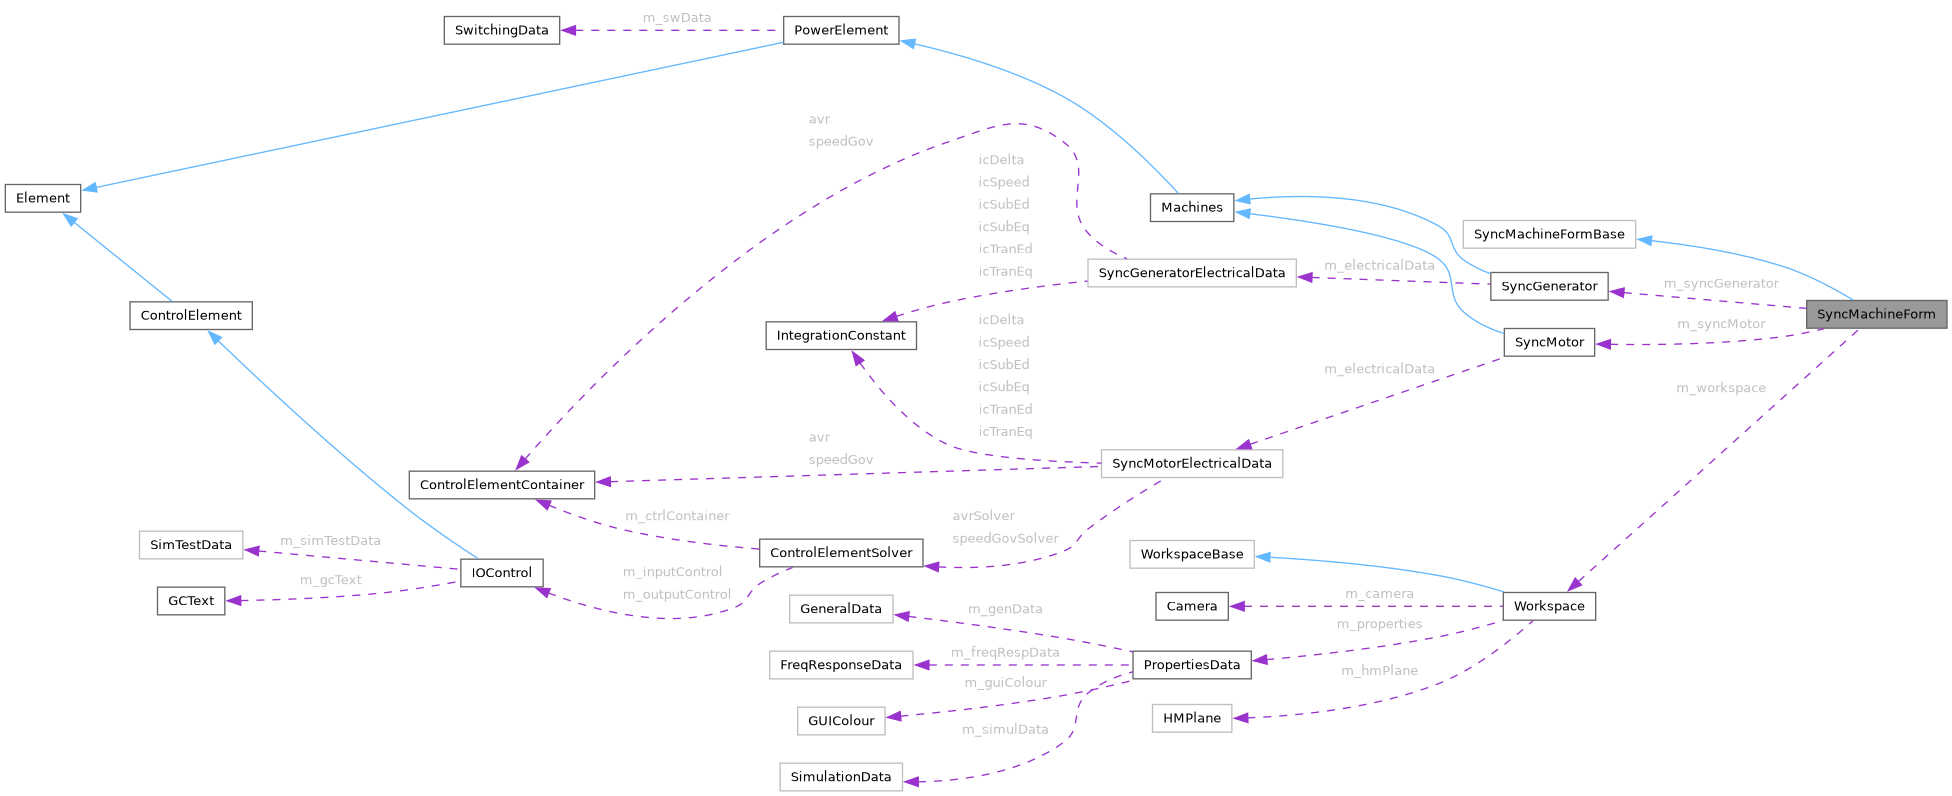 SwitchingData
m_swData
PowerElement
avr
speedGov
icDelta
icSpeed
icSubEd
icSubEq
icTranEd
icTranEq
Element
Machines
SyncMachineFormBase
SyncGeneratorElectricalData
m_electricalData
SyncGenerator
m_syncGenerator
SyncMachineForm
ControlElement
IntegrationConstant
icDelta
icSpeed
icSubEd
icSubEq
icTranEd
icTranEq
SyncMotor
m_syncMotor
m_electricalData
m_workspace
avr
speedGov
SyncMotorElectricalData
ControlElementContainer
m_ctrlContainer
avrSolver
speedGovSolver
SimTestData
m_simTestData
ControlElementSolver
WorkspaceBase
IOControl
m_gcText
GCText
m_inputControl
m_outputControl
GeneralData
m_genData
Camera
m_camera
Workspace
m_properties
FreqResponseData
m_freqRespData
PropertiesData
m_hmPlane
m_guiColour
GUIColour
HMPlane
m_simulData
SimulationData